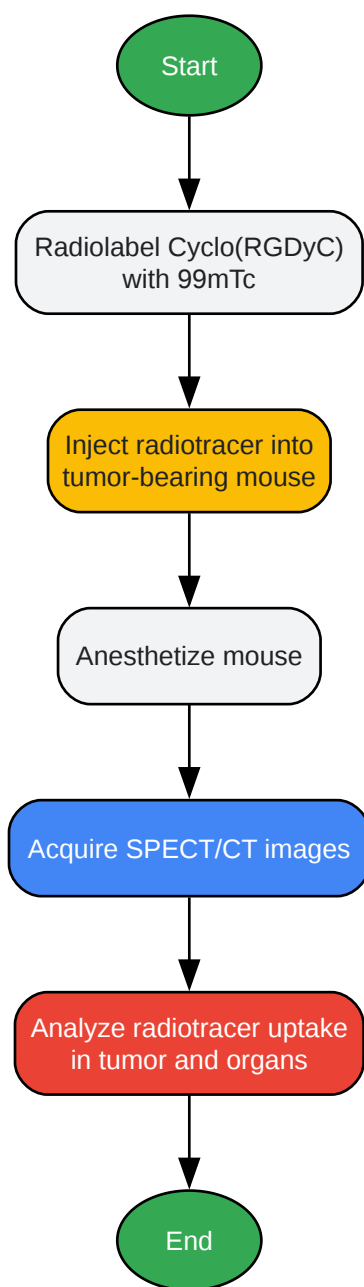 Start
Radiolabel Cyclo(RGDyC)
with 99mTc
Inject radiotracer into
tumor-bearing mouse
Anesthetize mouse
Acquire SPECT/CT images
Analyze radiotracer uptake
in tumor and organs
End